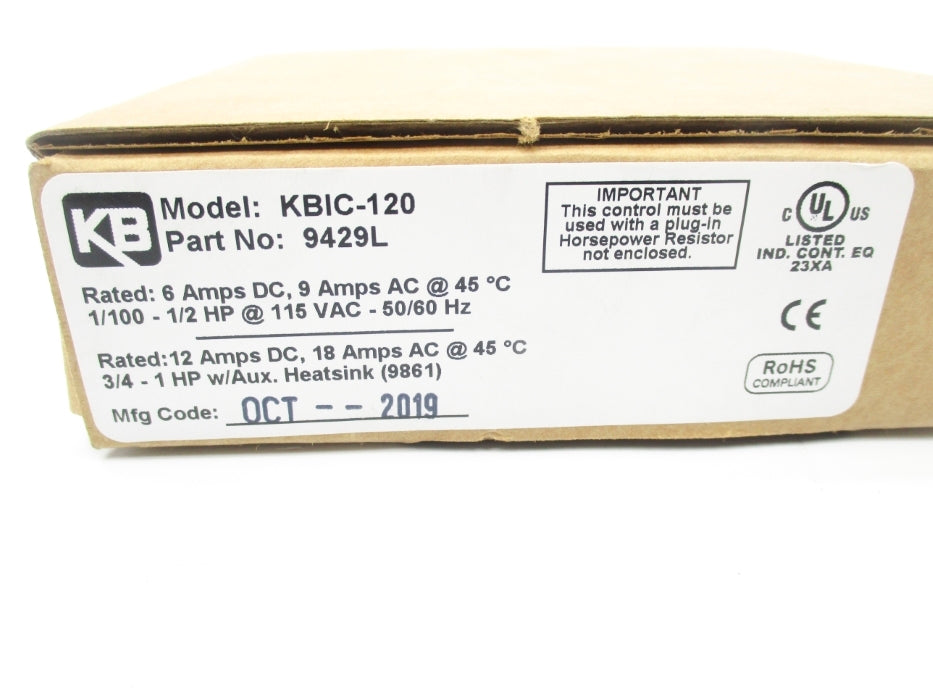 KB
Model: KBIC-120
Part No: 9429L
IMPORTANT
This control must be
used with a plug-in
Horsepower Resistor
not enclosed.
C UL US
LISTED
IND. CONT. EQ
23XA
Rated: 6 Amps DC, 9 Amps AC @ 45 °C
1/100 - 1/2 HP @ 115 VAC - 50/60 Hz
CE
Rated:12 Amps DC, 18 Amps AC @ 45 °C
3/4 - 1 HP w/Aux. Heatsink (9861)
RoHS
COMPLIANT
Mfg Code: OCT -- 2019